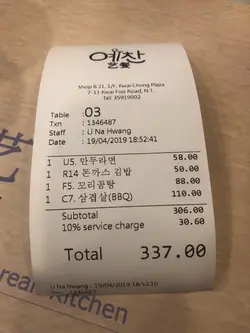 예찬
Shop B 21, 1/F, Kwai Chung Plaza
7-11 Kwai Foo Road, N.T.
Tel: 35919002
Table : 03
Txn : 1346487
Staff : Li Na Hwang
Date : 19/04/2019 18:52:41
1 U5. 만두라면 58.00
1 R14 돈까스 김밥 50.00
1 F5. 꼬리곰탕 88.00
1 C7. 삼겹살(BBQ) 110.00
Subtotal 306.00
10% service charge 30.60
Total 337.00
Li Na Hwang : 19/04/2019 18:53:10
Kitchen